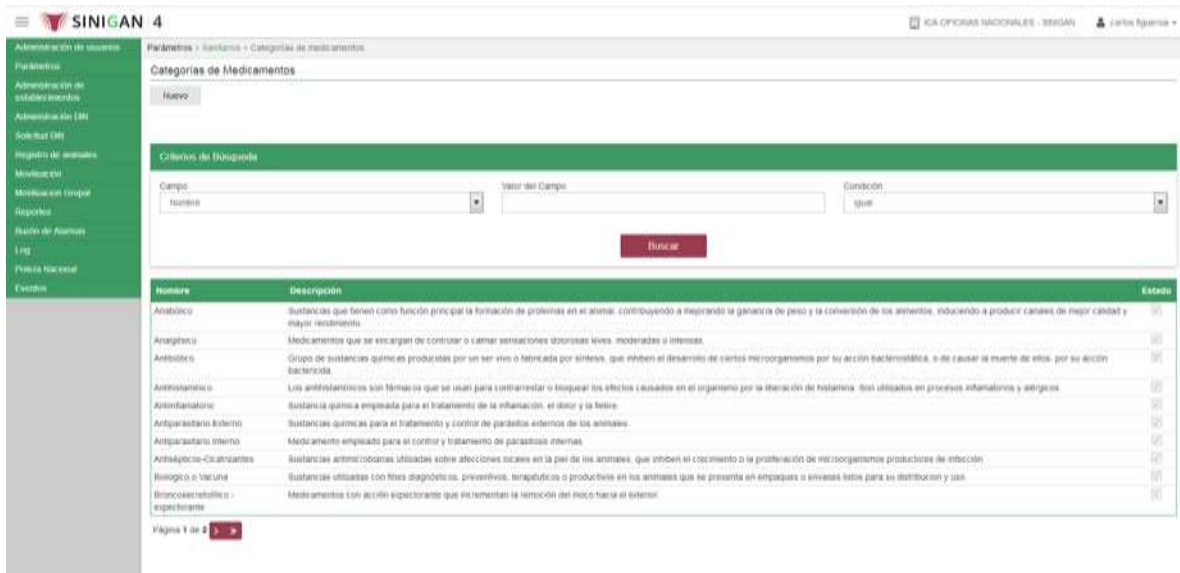 SINIGAN 4
ICA OFICINAS NACIONALES - SINIGAN
carlos figueroa
Parámetros > Sanitarios > Categorías de medicamentos
Administración de usuarios
Parámetros
Administración de
establecimientos
Administración DIN
Solicitud DIN
Registro de animales
Movilización
Movilización Grupal
Reportes
Buzón de Alarmas
Log
Policía Nacional
Eventos
Categorías de Medicamentos
Nuevo
Criterios de Búsqueda
Campo
Valor del Campo
Condición
Nombre
Igual
Buscar
Nombre Descripción Estado
Anabólico Sustancias que tienen como función principal la formación de proteinas en el animal, contribuyendo a mejorando la ganancia de peso y la conversión de los alimentos, induciendo a producir canales de mejor calidad y
mayor rendimiento.
Analgésico Medicamentos que se encargan de controlar o calmar sensaciones dolorosas leves, moderadas o intensas.
Antibiótico Grupo de sustancias químicas producidas por un ser vivo o fabricada por síntesis, que inhiben el desarrollo de ciertos microorganismos por su acción bacteriostática, o de causar la muerte de ellos, por su acción
bactericida.
Antihistamínico Los antihistamínicos son fármacos que se usan para contrarrestar o bloquear los efectos causados en el organismo por la liberación de histamina. Son utilizados en procesos inflamatorios y alérgicos.
Antinflamatorio Sustancia química empleada para el tratamiento de la inflamación, el dolor y la fiebre.
Antiparasitario Externo Sustancias químicas para el tratamiento y control de parásitos externos de los animales.
Antiparasitario Interno Medicamento empleado para el control y tratamiento de parasitosis internas.
Antisépticos-Cicatrizantes Sustancias antimicrobianas utilizadas sobre afecciones locales en la piel de los animales, que inhiben el crecimiento o la proliferación de microorganismos productores de infección
Biológico o Vacuna Sustancias utilizadas con fines diagnósticos, preventivos, terapéuticos o productivos en los animales que se presenta en empaques o envases listos para su distribución y uso.
Broncosecretolítico - Medicamentos con acción expectorante que incrementan la remoción del moco hacia el exterior.
expectorante
Página 1 de 2